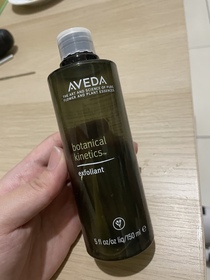 AVEDA
THE ART AND SCIENCE OF PURE
FLOWER AND PLANT ESSENCES
botanical
kinetics™
exfoliant
5 fl oz/oz liq/150 ml e